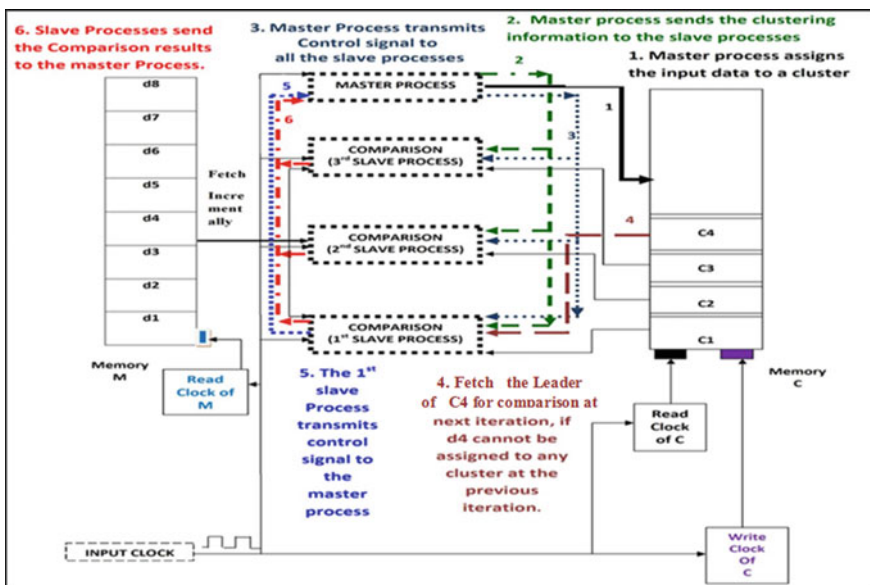 6. Slave Processes send
the Comparison results
to the master Process.
3. Master Process transmits
Control signal to
all the slave processes
2. Master process sends the clustering
information to the slave processes
1. Master process assigns
the input data to a cluster
d8
d7
d6
d5
d4
d3
d2
d1
Fetch
Increm
ent
ally
5
6
MASTER PROCESS
2
1
3
COMPARISON
(3rd SLAVE PROCESS)
COMPARISON
(2nd SLAVE PROCESS)
COMPARISON
(1st SLAVE PROCESS)
4
C4
C3
C2
C1
Memory
M
Read
Clock of
M
5. The 1st
slave
Process
transmits
control
signal to
the
master
process
4. Fetch the Leader
of C4 for comparison at
next iteration, if
d4 cannot be
assigned to any
cluster at the
previous
iteration.
Memory
C
Read
Clock
of C
INPUT CLOCK
Write
Clock
Of
C